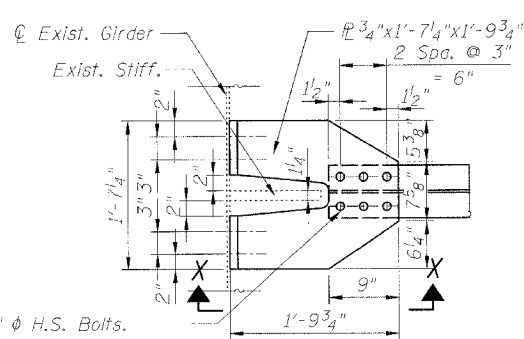 ℄ Exist. Girder
℄ 3/4"x1'-7 1/4"x1'-9 3/4"
2 Spa. @ 3"
= 6"
Exist. Stiff.
1 1/2"
1 1/2"
2"
5 3/8"
1 1/4"
2"
1'-7 1/4"
3" 3"
7 5/8"
2"
6 1/4"
2"
X
X
9"
" ϕ H.S. Bolts.
1'-9 3/4"